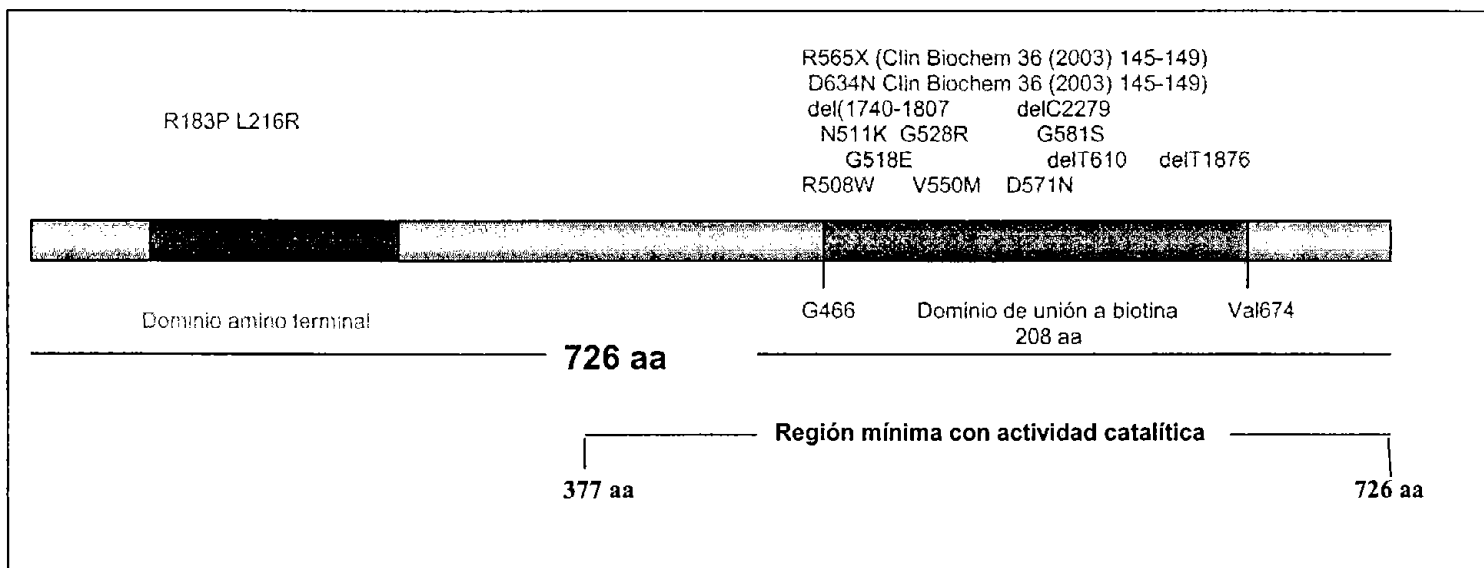 R565X (Clin Biochem 36 (2003) 145-149)
D634N Clin Biochem 36 (2003) 145-149)
del(1740-1807 delC2279
R183P L216R
N511K G528R G581S
G518E delT610 delT1876
R508W V550M D571N
G466 Dominio de unión a biotina Val674
Dominio amino terminal
208 aa
726 aa
Región mínima con actividad catalítica
377 aa 726 aa